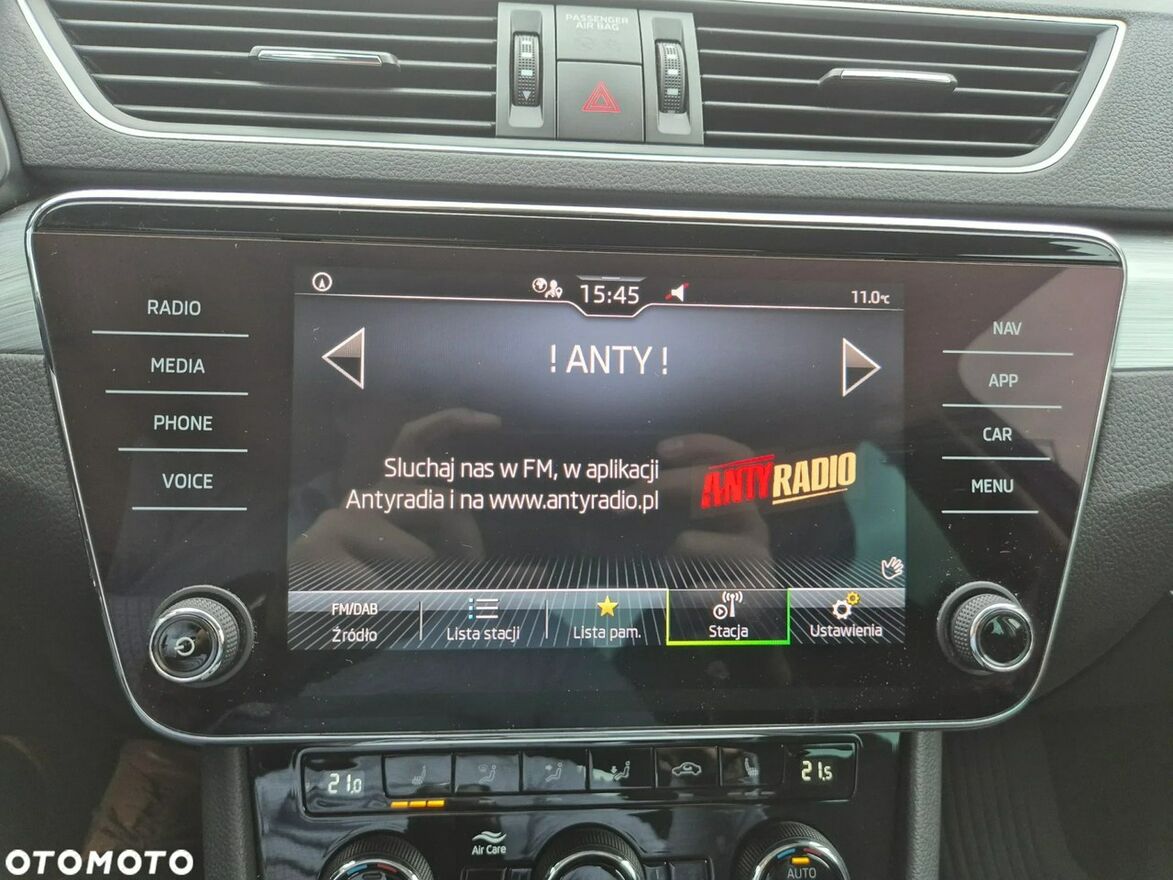 PASSENGER
AIR BAG
15:45
11.0°c
RADIO
MEDIA
PHONE
VOICE
! ANTY !
Sluchaj nas w FM, w aplikacji
Antyradia i na www.antyradio.pl
ANTYRADIO
NAV
APP
CAR
MENU
FM/DAB
Źródło
Lista stacji
Lista pam.
Stacja
Ustawienia
21.0
21.5
Air Care
AUTO
OTOMOTO